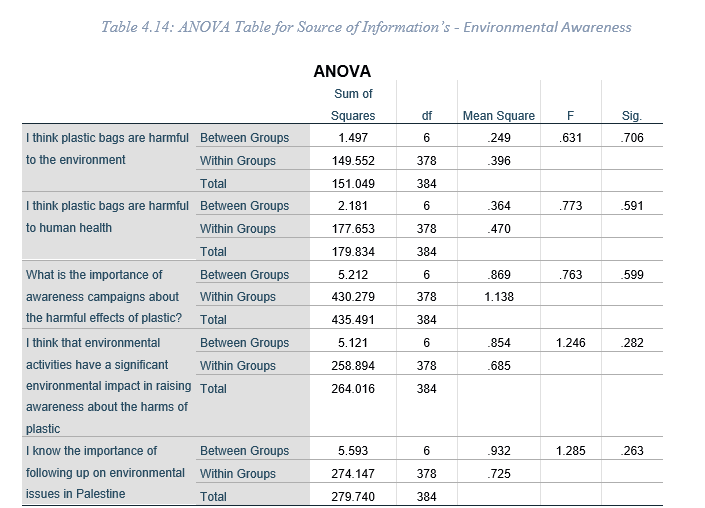 Table 4.14: ANOVA Table for Source of Information's - Environmental Awareness
ANOVA
Sum of
Squares df Mean Square F Sig.
I think plastic bags are harmful Between Groups 1.497 6 .249 .631 .706
to the environment Within Groups 149.552 378 .396
Total 151.049 384
I think plastic bags are harmful Between Groups 2.181 6 .364 .773 .591
to human health Within Groups 177.653 378 .470
Total 179.834 384
What is the importance of Between Groups 5.212 6 .869 .763 .599
awareness campaigns about Within Groups 430.279 378 1.138
the harmful effects of plastic? Total 435.491 384
I think that environmental Between Groups 5.121 6 .854 1.246 .282
activities have a significant Within Groups 258.894 378 .685
environmental impact in raising Total 264.016 384
awareness about the harms of
plastic
I know the importance of Between Groups 5.593 6 .932 1.285 .263
following up on environmental Within Groups 274.147 378 .725
issues in Palestine Total 279.740 384